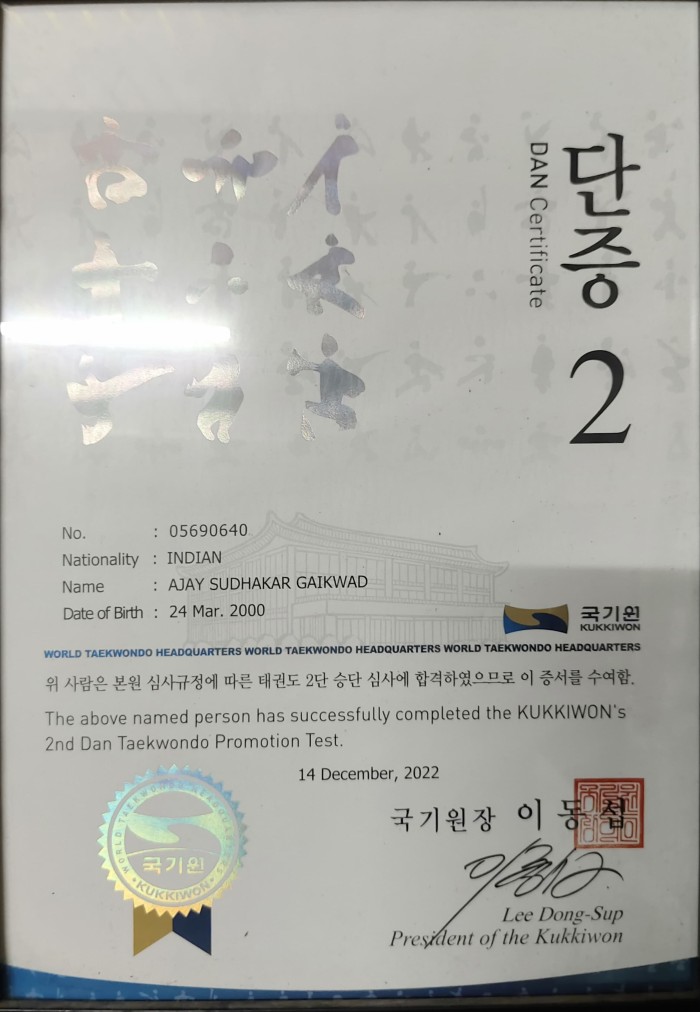 단증
DAN Certificate
2
No. : 05690640
Nationality : INDIAN
Name : AJAY SUDHAKAR GAIKWAD
Date of Birth : 24 Mar. 2000
국기원
KUKKIWON
WORLD TAEKWONDO HEADQUARTERS WORLD TAEKWONDO HEADQUARTERS WORLD TAEKWONDO HEADQUARTERS
위 사람은 본원 심사규정에 따른 태권도 2단 승단 심사에 합격하였으므로 이 증서를 수여함.
The above named person has successfully completed the KUKKIWON's
2nd Dan Taekwondo Promotion Test.
14 December, 2022
국기원장 이동섭
WORLD TAEKWONDO HEADQUARTERS
국기원
KUKKIWON
Lee Dong-Sup
President of the Kukkiwon